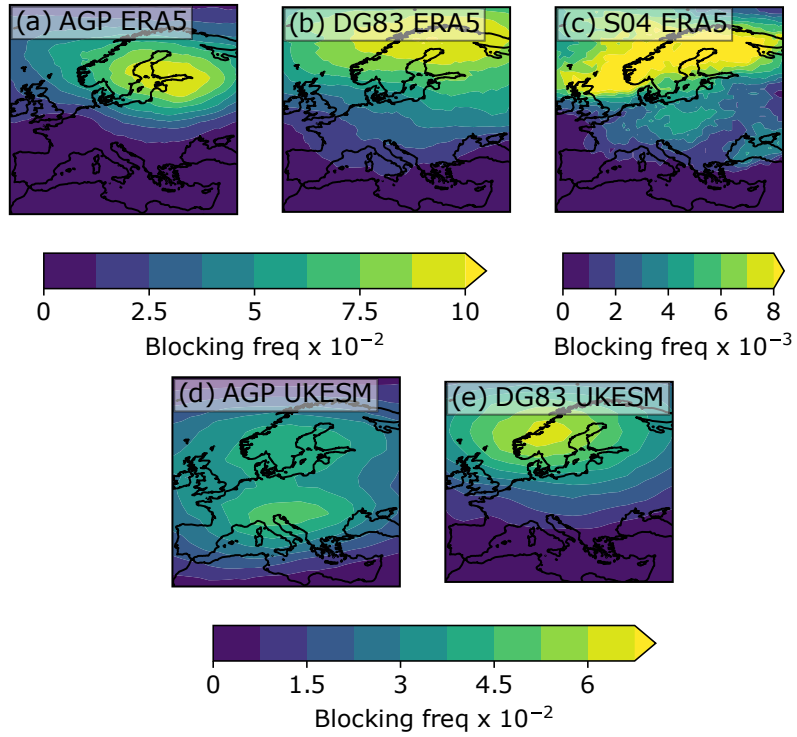 (a) AGP ERA5
(b) DG83 ERA5
(c) S04 ERA5
0 2.5 5 7.5 10
Blocking freq x 10⁻²
0 2 4 6 8
Blocking freq x 10⁻³
(d) AGP UKESM
(e) DG83 UKESM
0 1.5 3 4.5 6
Blocking freq x 10⁻²